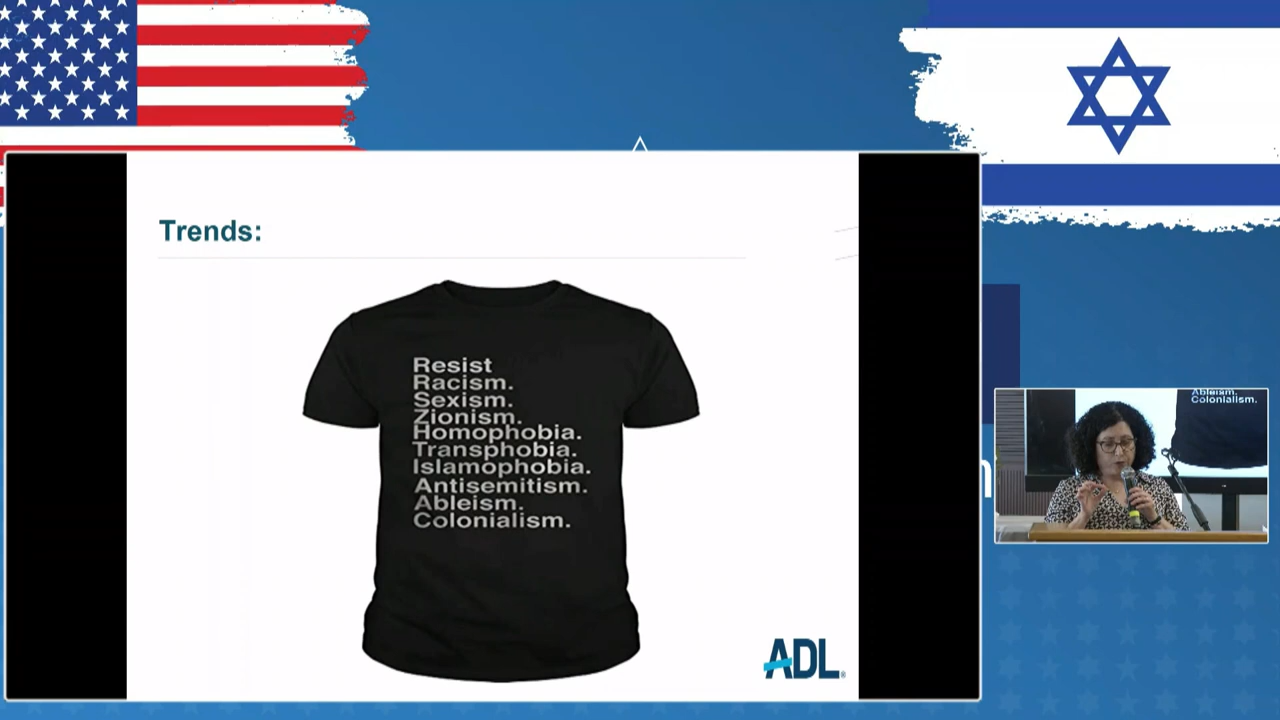 Trends:
Resist
Racism.
Sexism.
Zionism.
Homophobia.
Transphobia.
Islamophobia.
Antisemitism.
Ableism.
Colonialism.
ADL®
Ableism.
Colonialism.